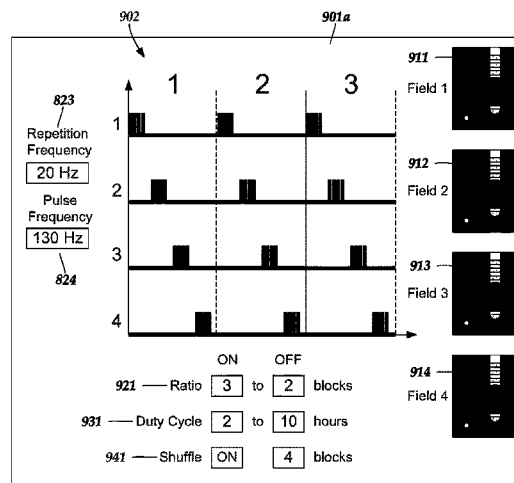 902
901a
1 2 3
911
Field 1
823
Repetition
Frequency
20 Hz
Pulse
Frequency
130 Hz
824
1
2
3
4
912
Field 2
913
Field 3
914
Field 4
ON OFF
921 Ratio 3 to 2 blocks
931 Duty Cycle 2 to 10 hours
941 Shuffle ON 4 blocks